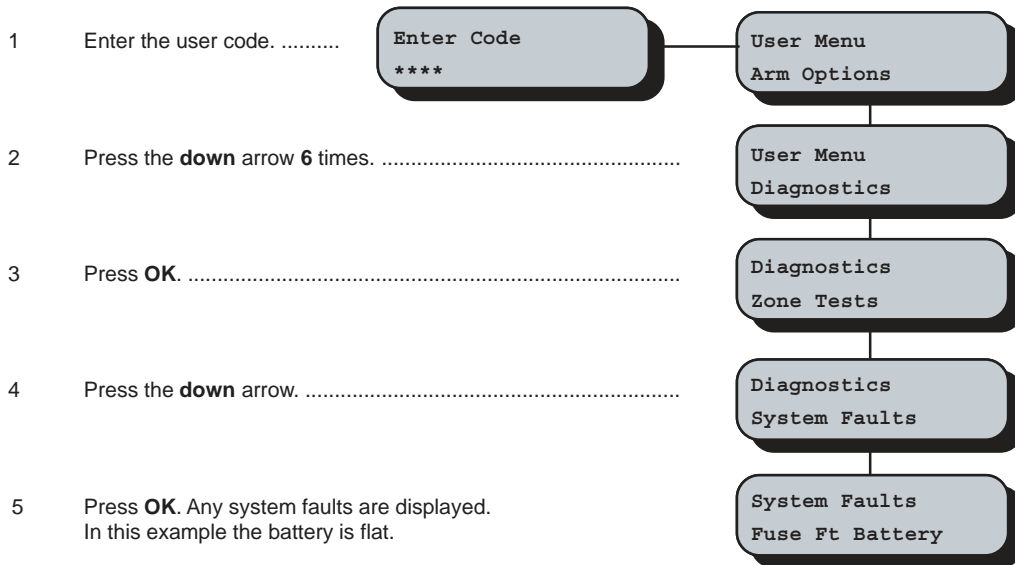 1 Enter the user code. .......... Enter Code
****
User Menu
Arm Options
2 Press the down arrow 6 times. ...................................................
User Menu
Diagnostics
3 Press OK. ....................................................................................
Diagnostics
Zone Tests
4 Press the down arrow. ................................................................
Diagnostics
System Faults
5 Press OK. Any system faults are displayed.
In this example the battery is flat.
System Faults
Fuse Ft Battery